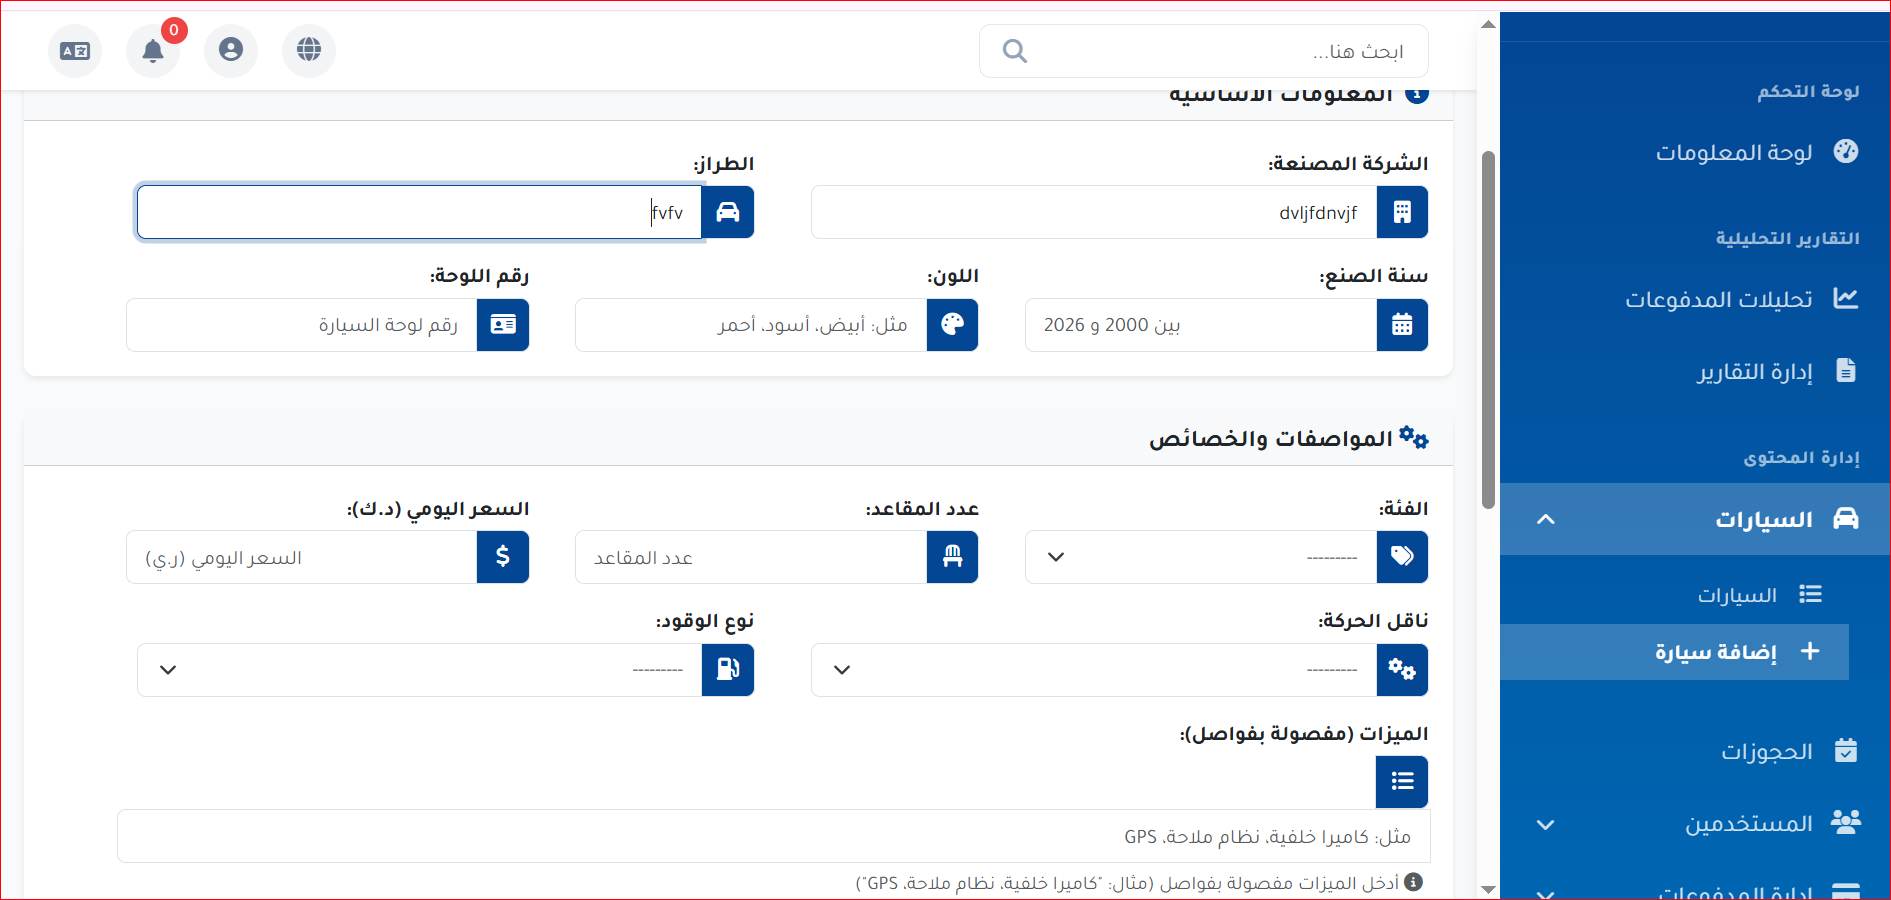 ابحث هنا...
0
لوحة التحكم
لوحة المعلومات
التقارير التحليلية
تحليلات المدفوعات
إدارة التقارير
إدارة المحتوى
السيارات
السيارات
إضافة سيارة
الحجوزات
المستخدمين
إدارة المدفوعات
المعلومات الأساسية
الشركة المصنعة:
الطراز:
dvljfdnvjf
fvfv
سنة الصنع:
اللون:
رقم اللوحة:
بين 2000 و 2026
مثل: أبيض، أسود، أحمر
رقم لوحة السيارة
المواصفات والخصائص
الفئة:
عدد المقاعد:
السعر اليومي (د.ك):
---------
عدد المقاعد
السعر اليومي (ر.ي)
ناقل الحركة:
نوع الوقود:
---------
---------
الميزات (مفصولة بفواصل):
مثل: كاميرا خلفية، نظام ملاحة، GPS
أدخل الميزات مفصولة بفواصل (مثال: "كاميرا خلفية، نظام ملاحة، GPS")